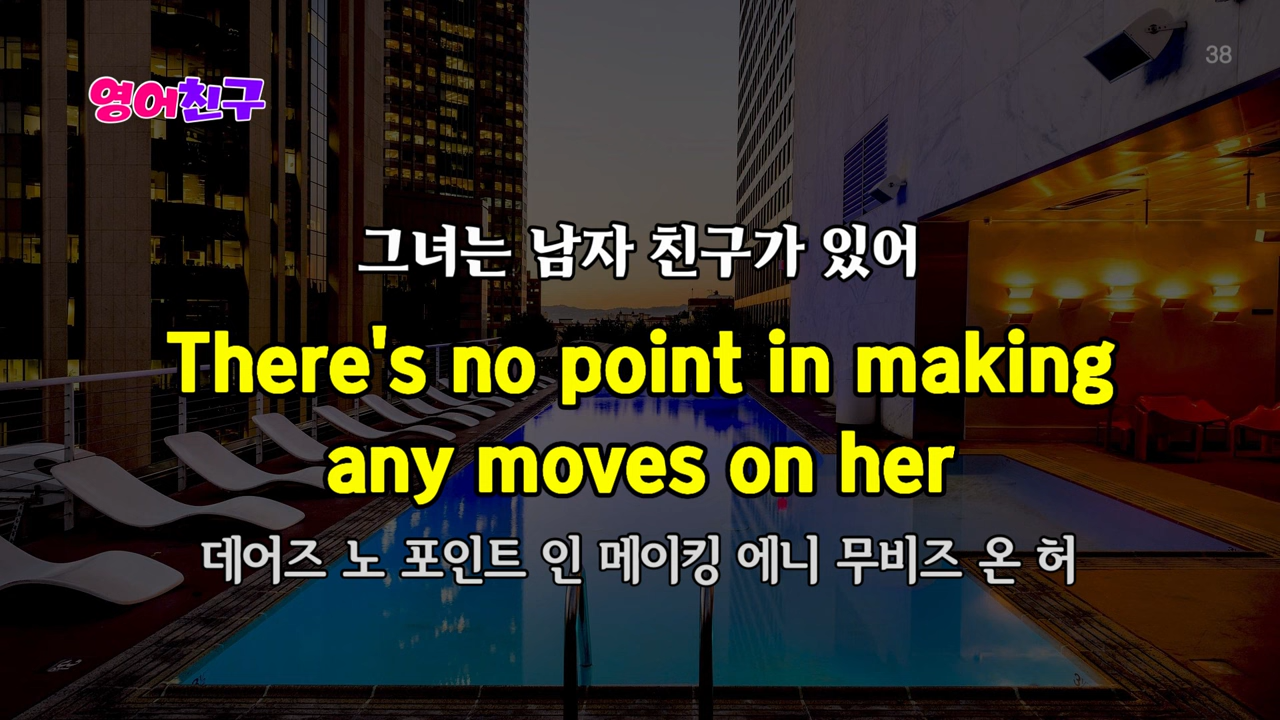 38
영어친구
그녀는 남자 친구가 있어
There's no point in making
any moves on her
데어즈 노 포인트 인 메이킹 에니 무비즈 온 허